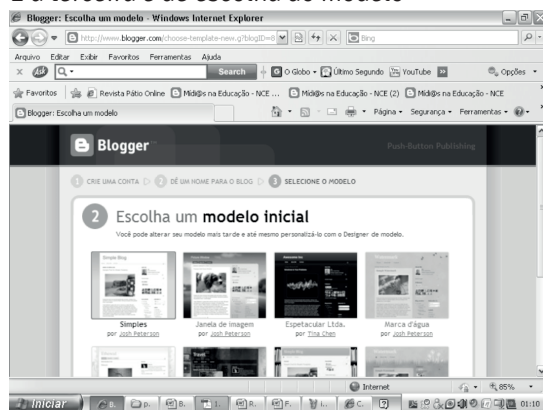 E a terceira é de escolha do modelo
Blogger: Escolha um modelo - Windows Internet Explorer
http://www.blogger.com/choose-template-new.g?blogID=8
Bing
Arquivo Editar Exibir Favoritos Ferramentas Ajuda
Ask Search O Globo Último Segundo YouTube Opções
Favoritos Revista Pátio Online Midi@s na Educação - NCE ... Midi@s na Educação - NCE (2) Midi@s na Educação - NCE
Blogger: Escolha um modelo Página Segurança Ferramentas
Blogger Push-Button Publishing
1 CRIE UMA CONTA 2 DÊ UM NOME PARA O BLOG 3 SELECIONE O MODELO
2 Escolha um modelo inicial
Você pode alterar seu modelo mais tarde e até mesmo personalizá-lo com o Designer de modelo.
Simple Blog
Simples Janela de imagem Espetacular Ltda. Marca d'água
por Josh Peterson por Josh Peterson por Tina Chen por Josh Peterson
Travel
Internet 85%
Iniciar B. p. B. 1. R. F. i.. C. 01:10